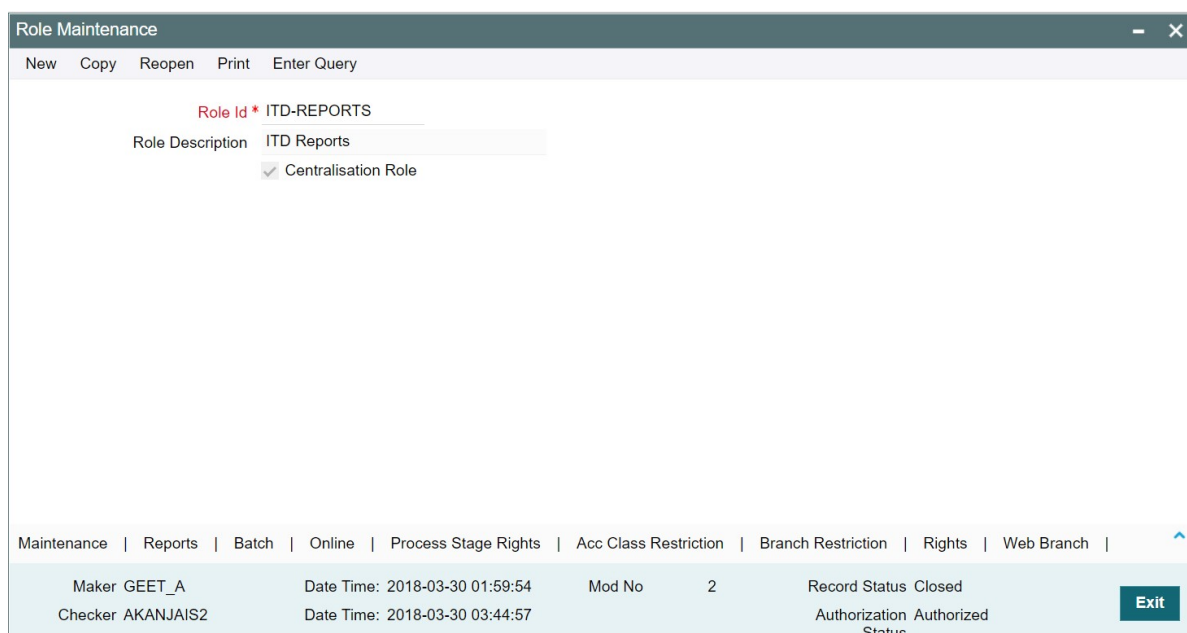 Role Maintenance
New Copy Reopen Print Enter Query
Role Id * ITD-REPORTS
Role Description ITD Reports
Centralisation Role
Maintenance | Reports | Batch | Online | Process Stage Rights | Acc Class Restriction | Branch Restriction | Rights | Web Branch |
Maker GEET_A Date Time: 2018-03-30 01:59:54 Mod No 2 Record Status Closed
Checker AKANJAIS2 Date Time: 2018-03-30 03:44:57 Authorization Authorized
Status
Exit